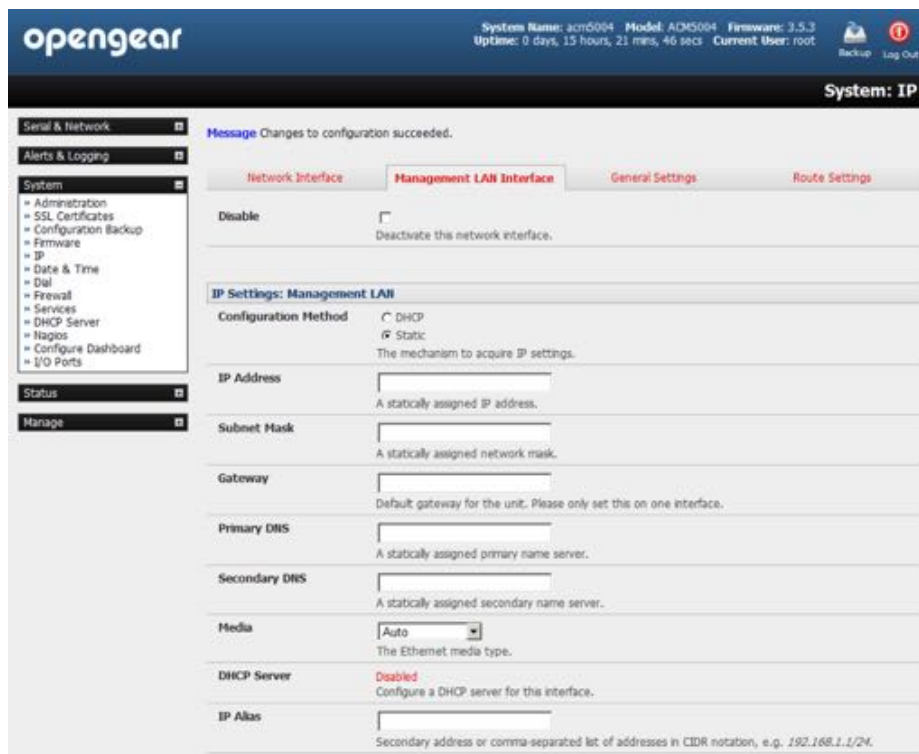 opengear
System Name: acm5004 Model: ACM5004 Firmware: 3.5.3
Uptime: 0 days, 15 hours, 21 mins, 46 secs Current User: root
Backup
Log Out
System: IP
Serial & Network
Alerts & Logging
System
» Administration
» SSL Certificates
» Configuration Backup
» Firmware
» IP
» Date & Time
» Dial
» Firewall
» Services
» DHCP Server
» Nagios
» Configure Dashboard
» I/O Ports
Status
Manage
Message Changes to configuration succeeded.
Network Interface
Management LAN Interface
General Settings
Route Settings
Disable
Deactivate this network interface.
IP Settings: Management LAN
Configuration Method
DHCP
Static
The mechanism to acquire IP settings.
IP Address
A statically assigned IP address.
Subnet Mask
A statically assigned network mask.
Gateway
Default gateway for the unit. Please only set this on one interface.
Primary DNS
A statically assigned primary name server.
Secondary DNS
A statically assigned secondary name server.
Media
Auto
The Ethernet media type.
DHCP Server
Disabled
Configure a DHCP server for this interface.
IP Alias
Secondary address or comma-separated list of addresses in CIDR notation, e.g. 192.168.1.1/24.